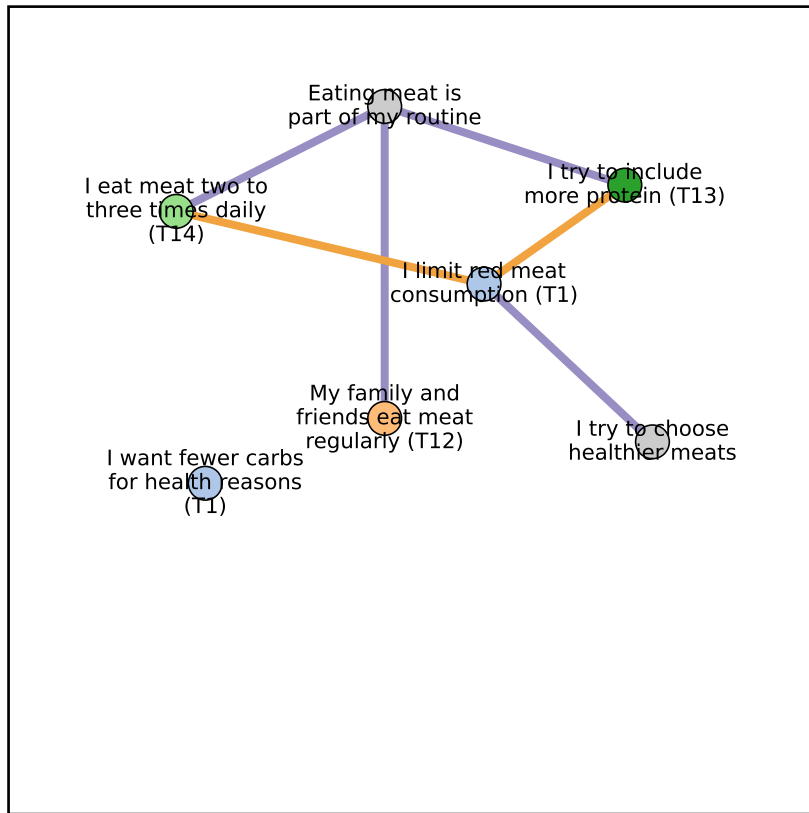 Eating meat is
part of my routine
I try to include
more protein (T13)
I eat meat two to
three times daily
(T14)
I limit red meat
consumption (T1)
My family and
friends eat meat
regularly (T12)
I try to choose
healthier meats
I want fewer carbs
for health reasons
(T1)